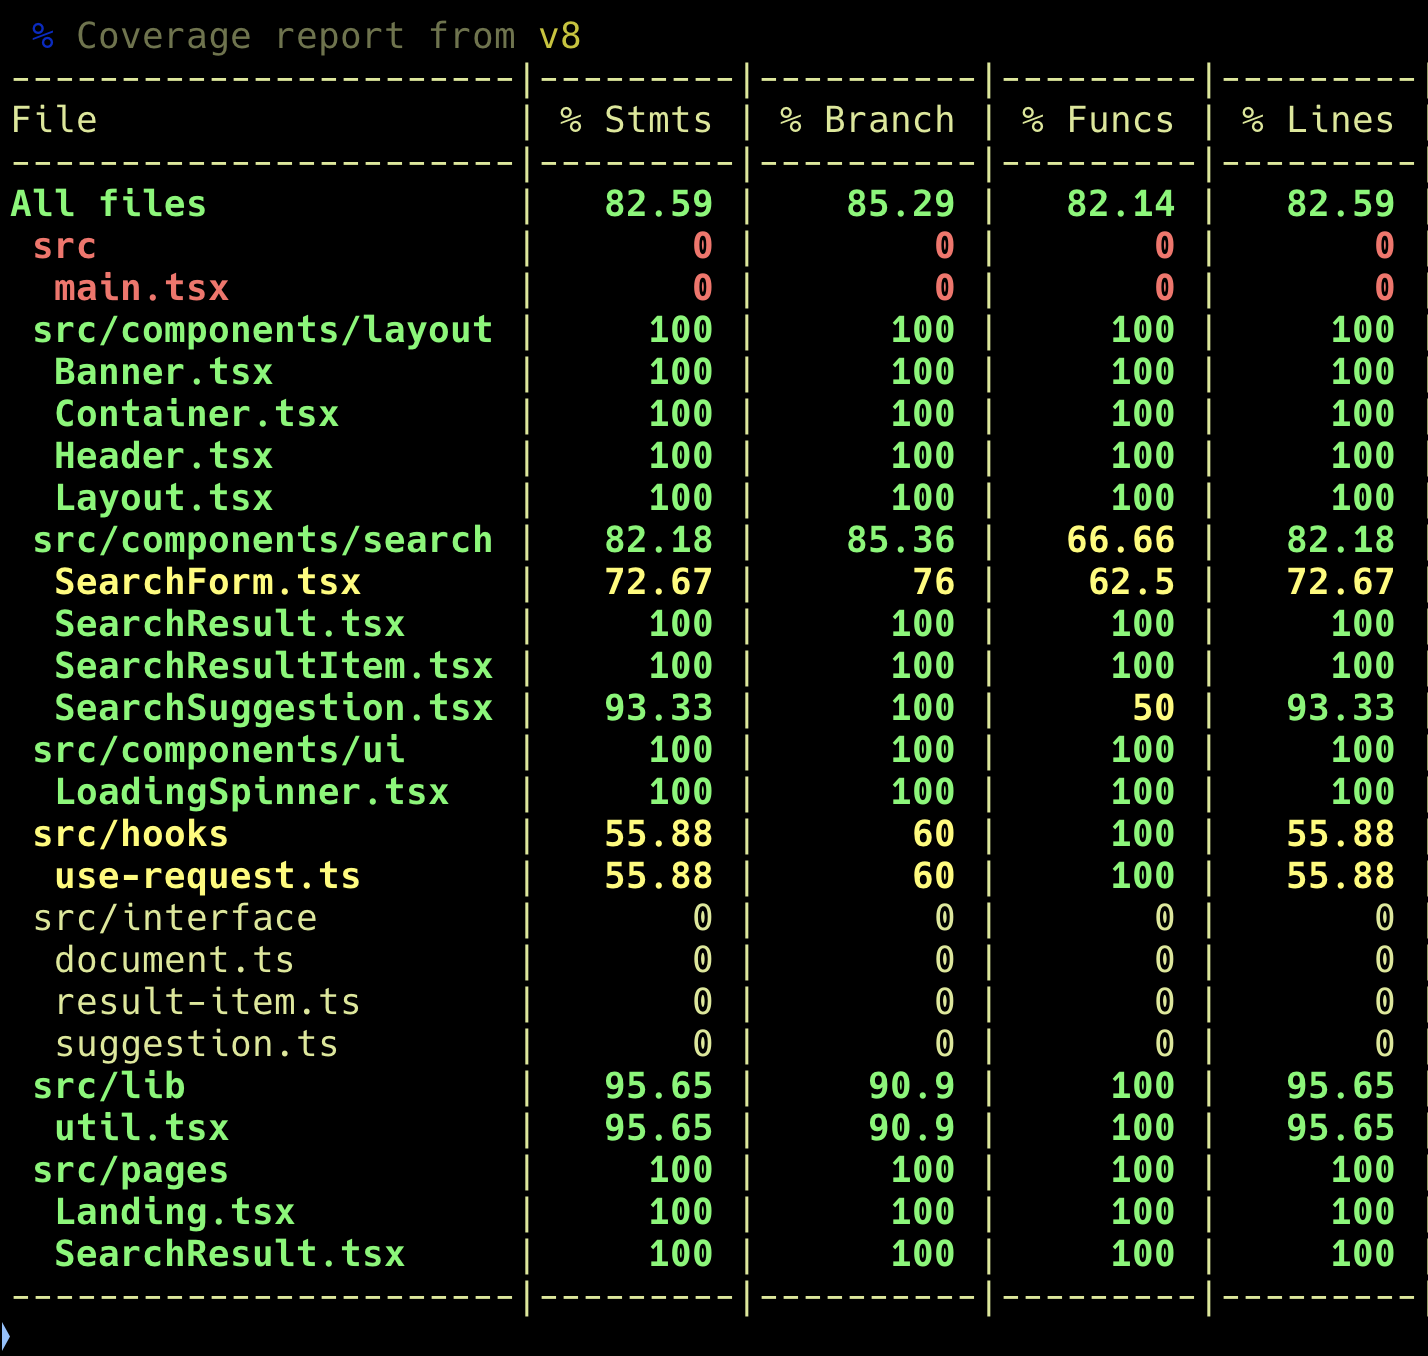 % Coverage report from v8
-----------------------|---------|----------|---------|---------
File                   | % Stmts | % Branch | % Funcs | % Lines
-----------------------|---------|----------|---------|---------
All files              |   82.59 |    85.29 |   82.14 |   82.59
 src                   |       0 |        0 |       0 |       0
  main.tsx             |       0 |        0 |       0 |       0
 src/components/layout |     100 |      100 |     100 |     100
  Banner.tsx           |     100 |      100 |     100 |     100
  Container.tsx        |     100 |      100 |     100 |     100
  Header.tsx           |     100 |      100 |     100 |     100
  Layout.tsx           |     100 |      100 |     100 |     100
 src/components/search |   82.18 |    85.36 |   66.66 |   82.18
  SearchForm.tsx       |   72.67 |       76 |    62.5 |   72.67
  SearchResult.tsx     |     100 |      100 |     100 |     100
  SearchResultItem.tsx |     100 |      100 |     100 |     100
  SearchSuggestion.tsx |   93.33 |      100 |      50 |   93.33
 src/components/ui     |     100 |      100 |     100 |     100
  LoadingSpinner.tsx   |     100 |      100 |     100 |     100
 src/hooks             |   55.88 |       60 |     100 |   55.88
  use-request.ts       |   55.88 |       60 |     100 |   55.88
 src/interface         |       0 |        0 |       0 |       0
  document.ts          |       0 |        0 |       0 |       0
  result-item.ts       |       0 |        0 |       0 |       0
  suggestion.ts        |       0 |        0 |       0 |       0
 src/lib               |   95.65 |     90.9 |     100 |   95.65
  util.tsx             |   95.65 |     90.9 |     100 |   95.65
 src/pages             |     100 |      100 |     100 |     100
  Landing.tsx          |     100 |      100 |     100 |     100
  SearchResult.tsx     |     100 |      100 |     100 |     100
-----------------------|---------|----------|---------|---------